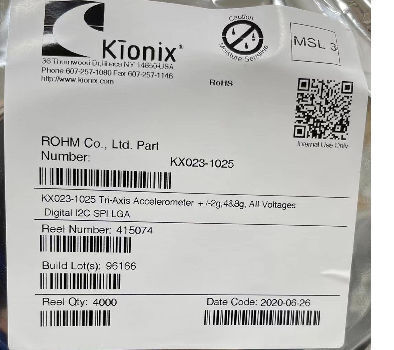 Caution
Moisture Sensitive
MSL 3
Kionix®
36 Thornwood Dr, Ithaca NY 14850-USA
Phone 607-257-1080 Fax 607-257-1146
http://www.kionix.com
RoHS
Internal Use Only
ROHM Co., Ltd. Part
Number: KX023-1025
KX023-1025 Tri-Axis Accelerometer +/-2g,4&8g, All Voltages
Digital I2C SPI LGA
Reel Number: 415074
Build Lot(s): 96166
Reel Qty: 4000 Date Code: 2020-06-26